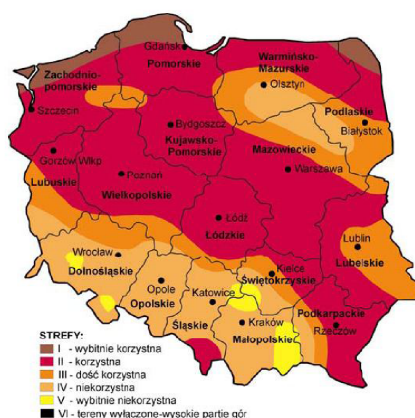 Gdańsk
Pomorskie
Zachodnio-
pomorskie
Warmińsko-
Mazurskie
Olsztyn
Szczecin
Podlaskie
Białystok
Bydgoszcz
Kujawsko-
Pomorskie
Gorzów Wlkp
Mazowieckie
Poznoń
Warszawa
Lubuskie
Wielkopolskie
Łódź
Łódzkie
Lublin
Lubelskie
Wrocław
Dolnośląskie
Kielce
Świętokrzyskie
Opole
Opolskie
Katowice
Śląskie
Kraków
Małopolskie
Podkarpackie
Rzeczów
STREFY:
I - wybitnie korzystna
II - korzystna
III - dość korzystna
IV - niekorzystna
V - wybitnie niekorzystna
VI - tereny wyłączone-wysokie partie gór